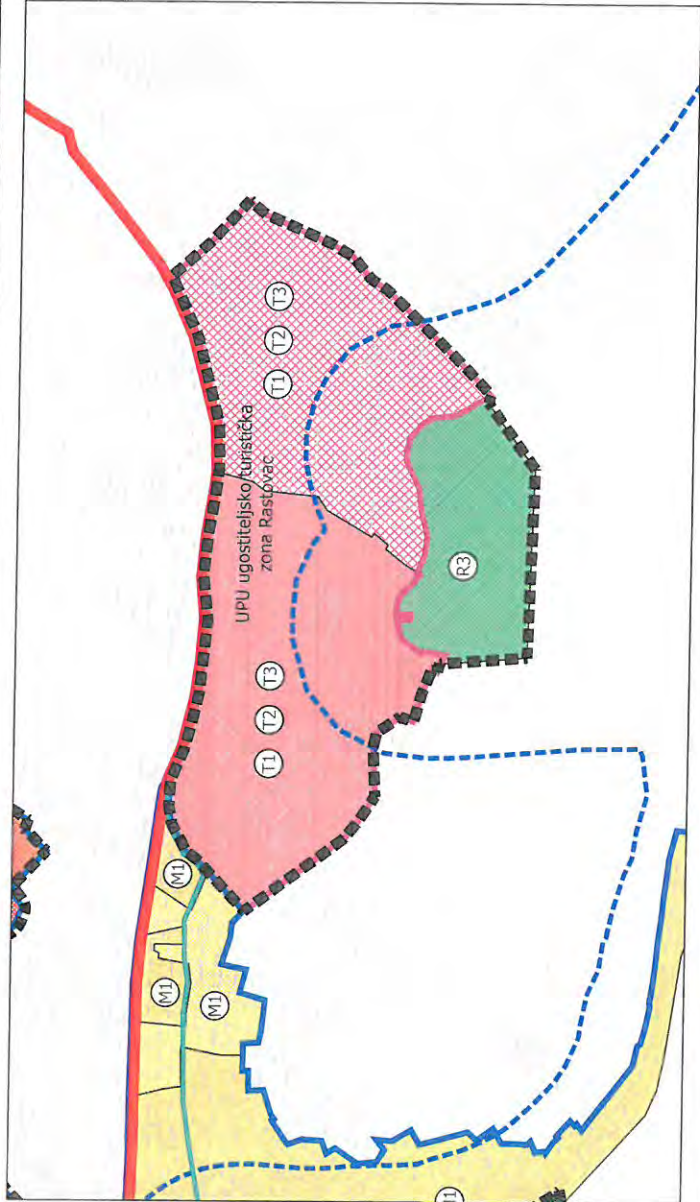 T1 T2 T3
UPU ugostiteljsko turistička
zona Rastovac
T1 T2 T3
R3
M1
M1
M1